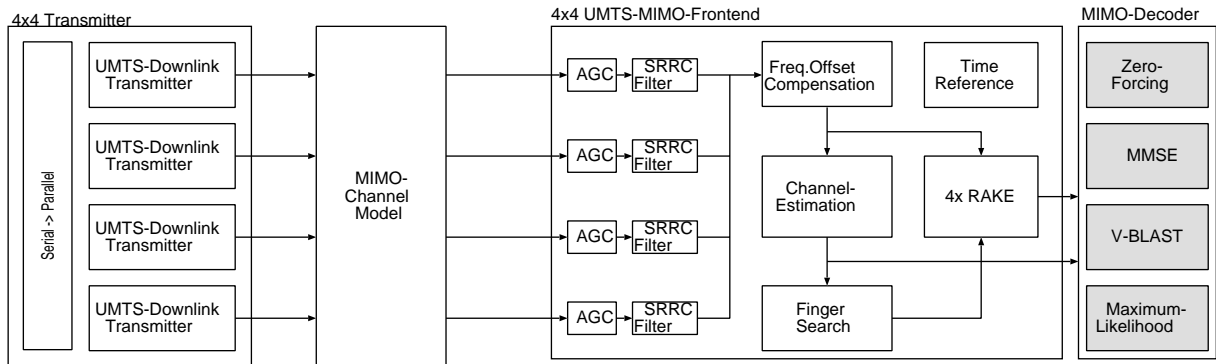 4x4 Transmitter
Serial -> Parallel
UMTS-Downlink
Transmitter
UMTS-Downlink
Transmitter
UMTS-Downlink
Transmitter
UMTS-Downlink
Transmitter
MIMO-
Channel
Model
4x4 UMTS-MIMO-Frontend
AGC
SRRC
Filter
AGC
SRRC
Filter
AGC
SRRC
Filter
AGC
SRRC
Filter
Freq.Offset
Compensation
Time
Reference
Channel-
Estimation
4x RAKE
Finger
Search
MIMO-Decoder
Zero-
Forcing
MMSE
V-BLAST
Maximum-
Likelihood